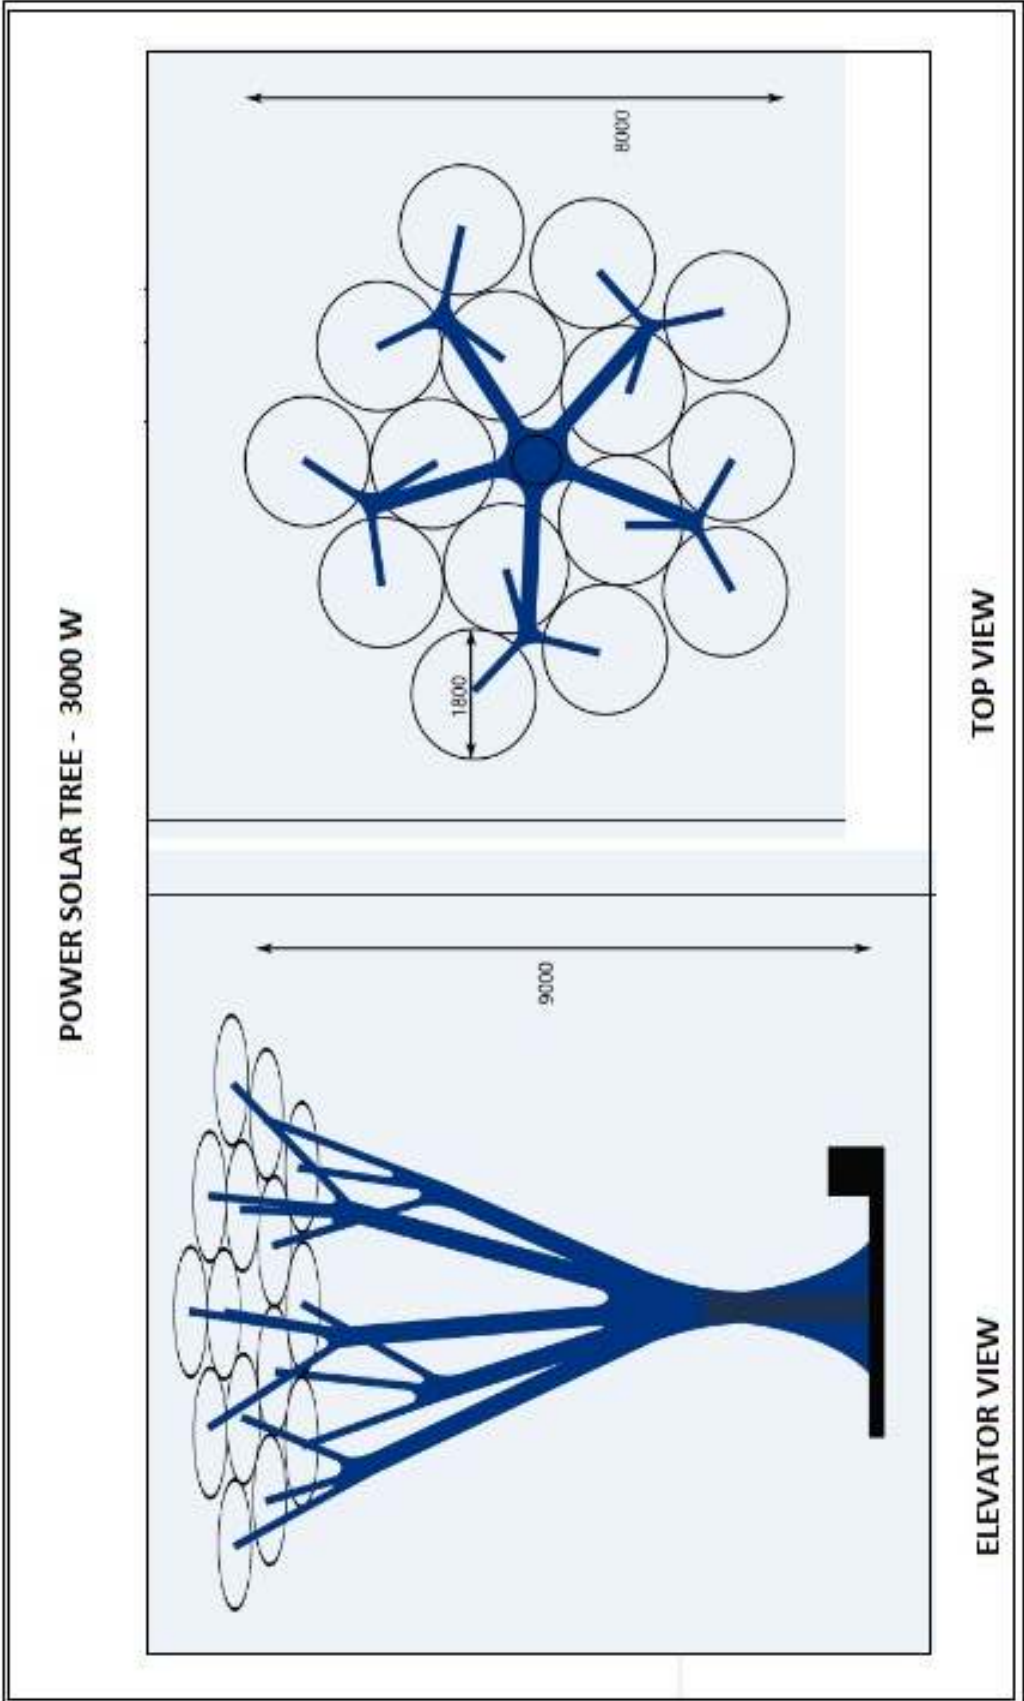 POWER SOLAR TREE - 3000 W
9000
1800
8000
ELEVATOR VIEW
TOP VIEW